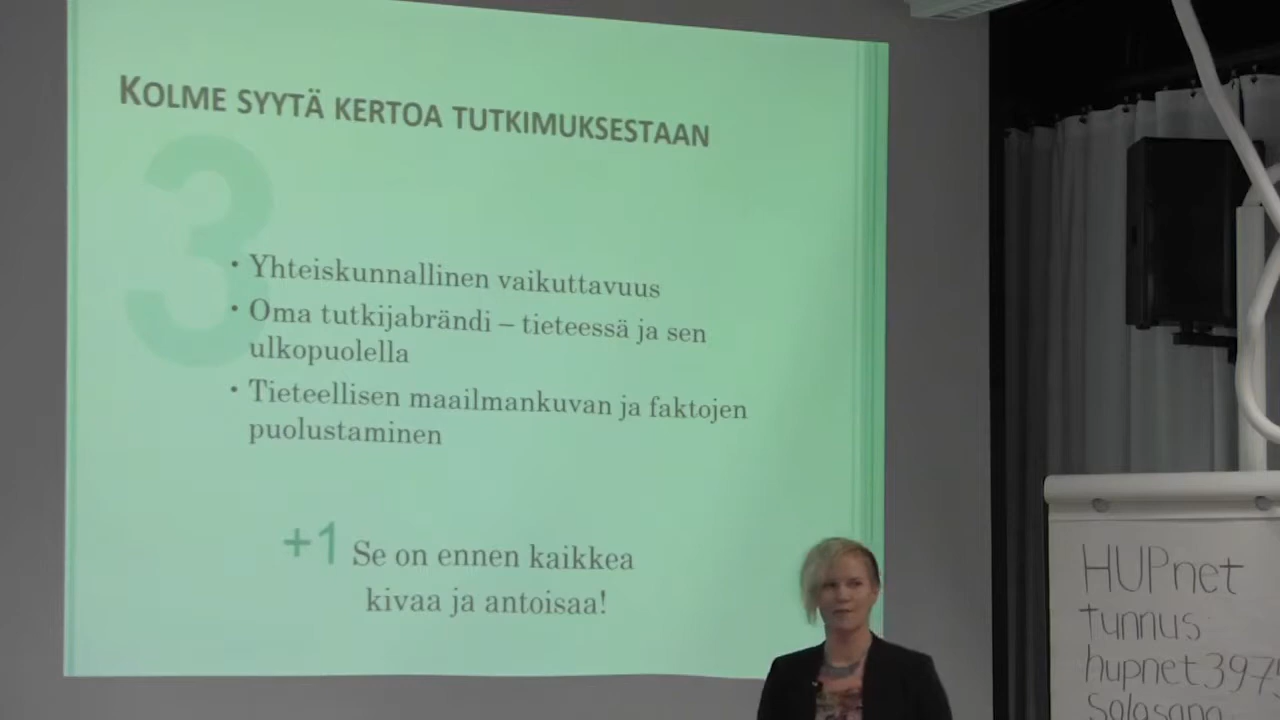 KOLME SYYTÄ KERTOA TUTKIMUKSESTAAN
3
• Yhteiskunnallinen vaikuttavuus
• Oma tutkijabrändi – tieteessä ja sen
ulkopuolella
• Tieteellisen maailmankuvan ja faktojen
puolustaminen
+1 Se on ennen kaikkea
kivaa ja antoisaa!
HUPnet
tunnus
hupnet397
salasana